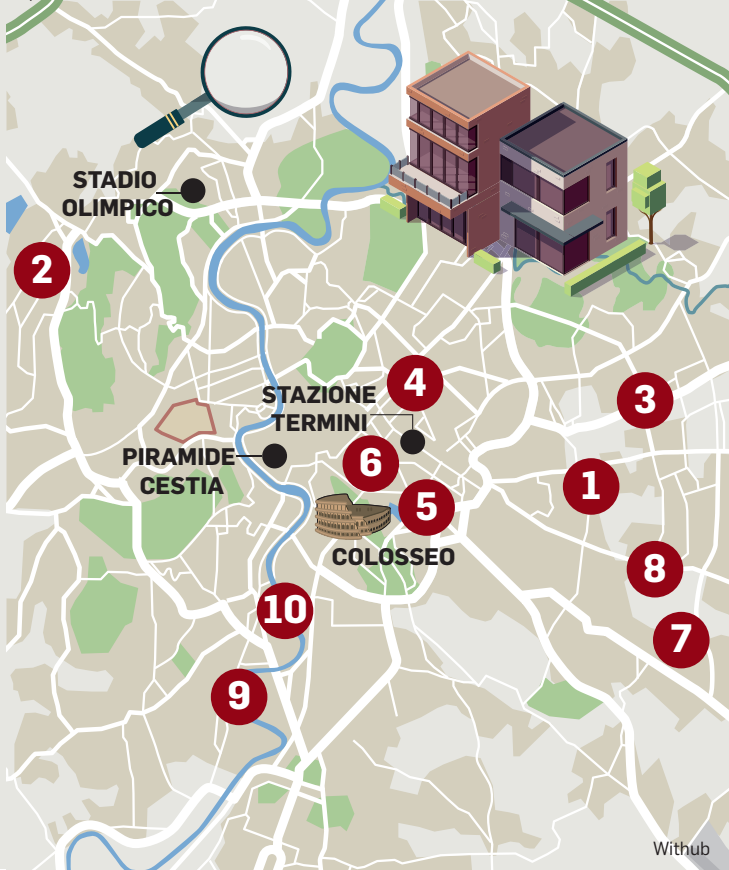 STADIO
OLIMPICO
2
4
STAZIONE
TERMINI
3
PIRAMIDE
CESTIA
6
1
5
COLOSSEO
8
10
7
9
Withub